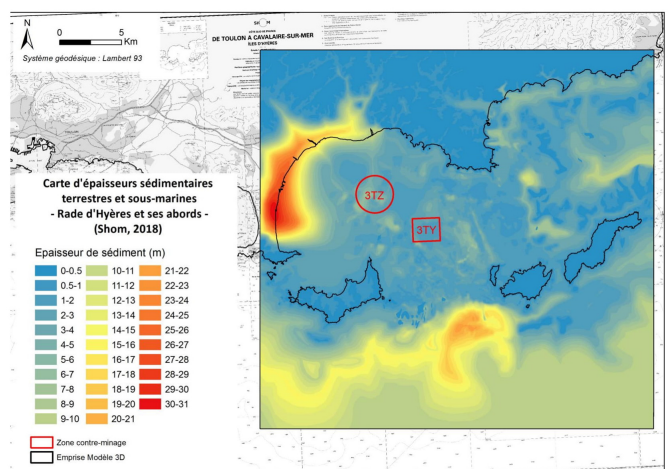 N
0 5
Km
Système géodésique : Lambert 93
DE TOULON A CAVALAIRE-SUR-MER
ÎLES D'HYÈRES
Carte d'épaisseurs sédimentaires
terrestres et sous-marines
- Rade d'Hyères et ses abords -
(Shom, 2018)
Epaisseur de sédiment (m)
0-0.5 10-11 21-22
0.5-1 11-12 22-23
1-2 12-13 23-24
2-3 13-14 24-25
3-4 14-15 25-26
4-5 15-16 26-27
5-6 16-17 27-28
6-7 17-18 28-29
7-8 18-19 29-30
8-9 19-20 30-31
9-10 20-21
Zone contre-minage
Emprise Modèle 3D
3TZ
3TY